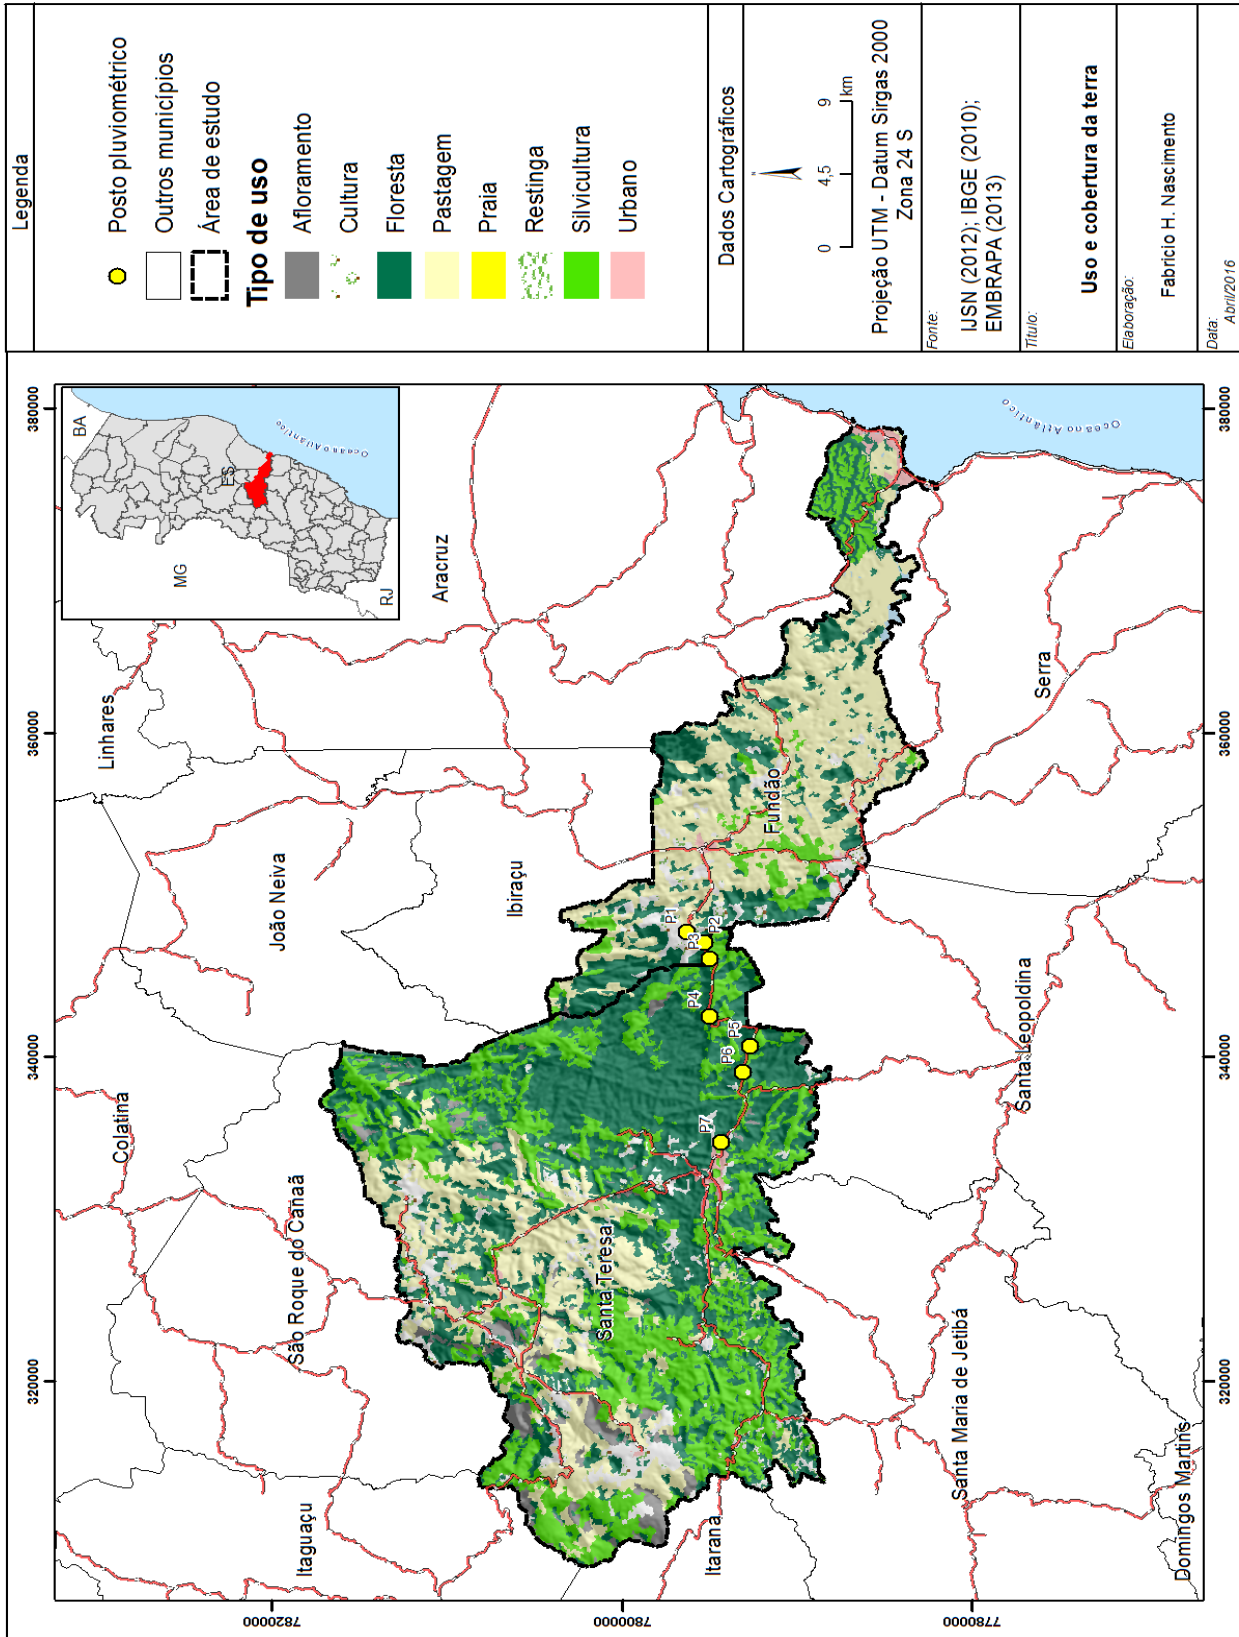 Legenda
Posto pluviométrico
Outros municípios
Área de estudo
Tipo de uso
Afloramento
Cultura
Floresta
Pastagem
Praia
Restinga
Silvicultura
Urbano
Dados Cartográficos
0 4,5 9
km
Projeção UTM - Datum Sirgas 2000
Zona 24 S
Fonte:
IJSN (2012); IBGE (2010);
EMBRAPA (2013)
Título:
Uso e cobertura da terra
Elaboração:
Fabricio H. Nascimento
Data:
Abril/2016
320000
340000
360000
380000
7820000
7800000
7780000
320000
340000
360000
380000
BA
MG
ES
RJ
Oceano Atlântico
Colatina
Linhares
São Roque do Canaã
João Neiva
Itaguaçu
Ibiraçu
Aracruz
Santa Teresa
Fundão
P1
P2
P3
P4
P5
P6
P7
Itarana
Santa Maria de Jetibá
Santa Leopoldina
Serra
Domingos Martins
Oceano Atlântico